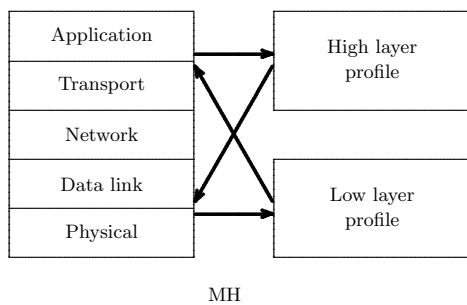 Application
Transport
Network
Data link
Physical
High layer
profile
Low layer
profile
MH